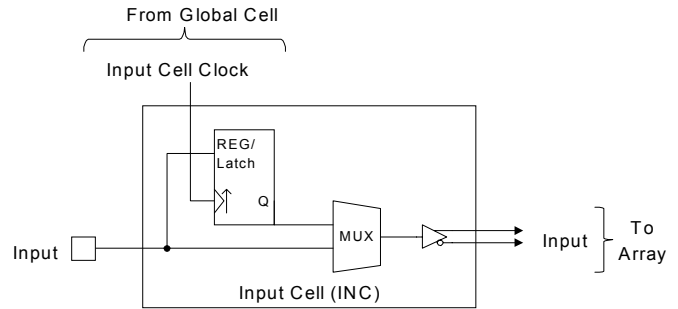 From Global Cell
Input Cell Clock
REG/
Latch
Q
MUX
Input
Input
To
Array
Input Cell (INC)